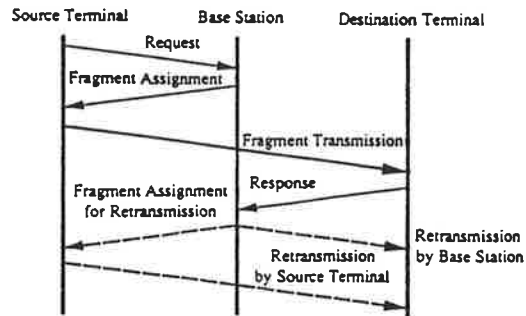 Source Terminal
Base Station
Destination Terminal
Request
Fragment Assignment
Fragment Transmission
Response
Fragment Assignment
for Retransmission
Retransmission
by Base Station
Retransmission
by Source Terminal